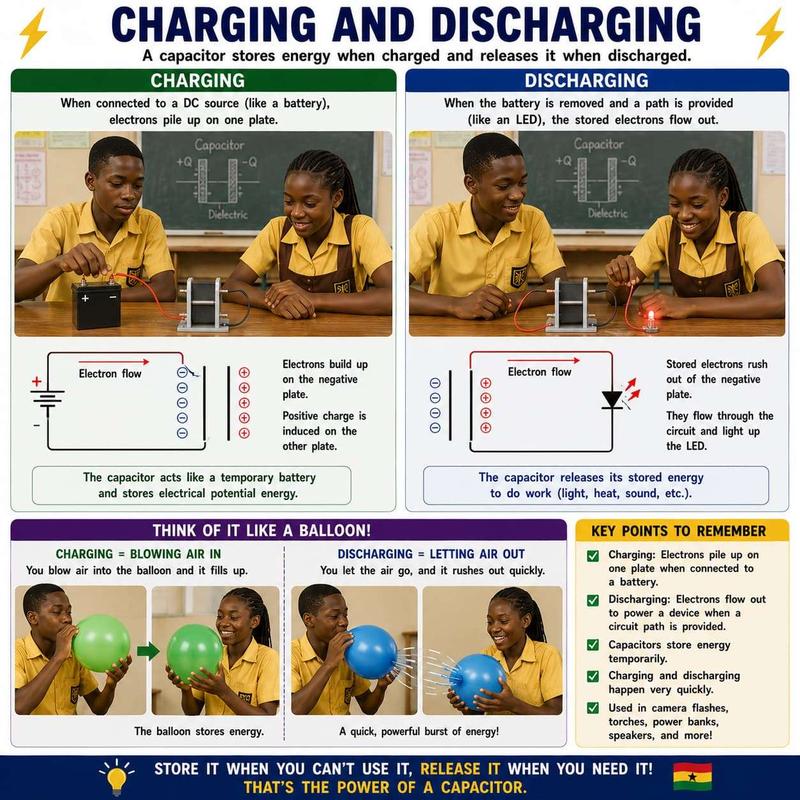 CHARGING AND DISCHARGING
A capacitor stores energy when charged and releases it when discharged.
CHARGING
When connected to a DC source (like a battery),
electrons pile up on one plate.
Capacitor
+Q
-Q
Dielectric
+
−
+
−
Electron flow
Electrons build up
on the negative
plate.
Positive charge is
induced on the
other plate.
The capacitor acts like a temporary battery
and stores electrical potential energy.
DISCHARGING
When the battery is removed and a path is provided
(like an LED), the stored electrons flow out.
Capacitor
+Q
-Q
Dielectric
Electron flow
Stored electrons rush
out of the negative
plate.
They flow through the
circuit and light up
the LED.
The capacitor releases its stored energy
to do work (light, heat, sound, etc.).
THINK OF IT LIKE A BALLOON!
CHARGING = BLOWING AIR IN
You blow air into the balloon and it fills up.
The balloon stores energy.
DISCHARGING = LETTING AIR OUT
You let the air go, and it rushes out quickly.
A quick, powerful burst of energy!
KEY POINTS TO REMEMBER
Charging: Electrons pile up on
one plate when connected to
a battery.
Discharging: Electrons flow out
to power a device when a
circuit path is provided.
Capacitors store energy
temporarily.
Charging and discharging
happen very quickly.
Used in camera flashes,
torches, power banks,
speakers, and more!
STORE IT WHEN YOU CAN'T USE IT, RELEASE IT WHEN YOU NEED IT!
THAT'S THE POWER OF A CAPACITOR.